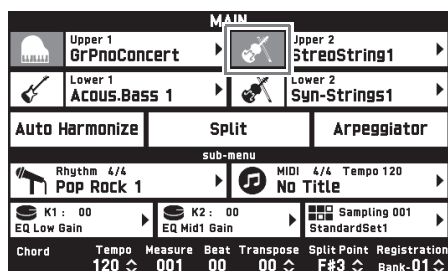 MAIN
Upper 1
GrPnoConcert
Upper 2
StreoString1
Lower 1
Acous.Bass 1
Lower 2
Syn-Strings1
Auto Harmonize
Split
Arpeggiator
sub-menu
Rhythm 4/4
Pop Rock 1
MIDI 4/4 Tempo 120
No Title
K1: 00
EQ Low Gain
K2: 00
EQ Mid1 Gain
Sampling 001
StandardSet1
Chord Tempo Measure Beat Transpose Split Point Registration
120 001 00 00 F#3 Bank-01